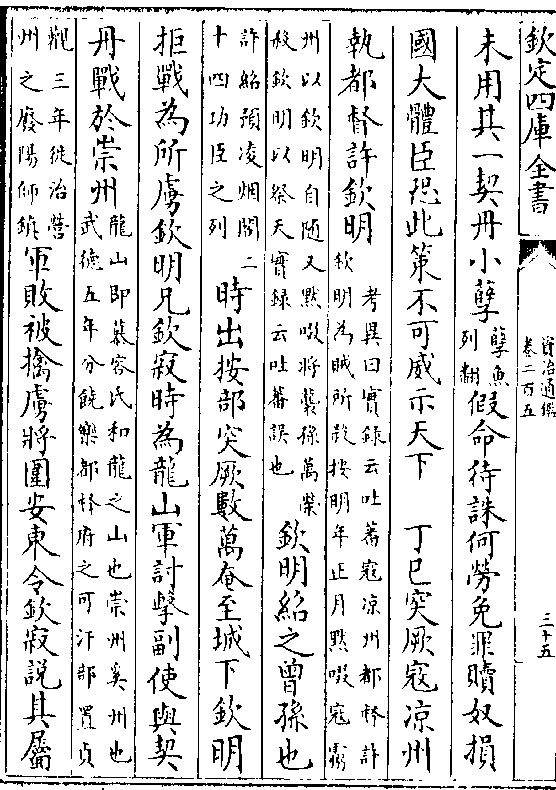 欽定四庫全書
資治通鑑
卷二百五
三十五
未用其一契丹小孽孽魚列翻假命待誅何勞免罪贖奴損
國大體臣恐此策不可威示天下　丁巳突厥寇凉州
執都督許欽明考異曰實録云吐蕃寇凉州都督許欽明為賊所殺按明年正月黙啜寇靈
州以欽明自随又黙啜將襲孫萬榮殺欽明以祭天實録云吐蕃誤也欽明紹之曾孫也
許紹預凌烟閣二十四功臣之列時出按部突厥數萬奄至城下欽明
拒戰為所虜欽明兄欽寂時為龍山軍討擊副使與契
丹戰於崇州龍山即慕容氏和龍之山也崇州奚州也武德五年分饒樂都督府之可汗部置貞
觀三年徙治營州之廢陽師鎮軍敗被擒虜將圍安東令欽寂說其屬